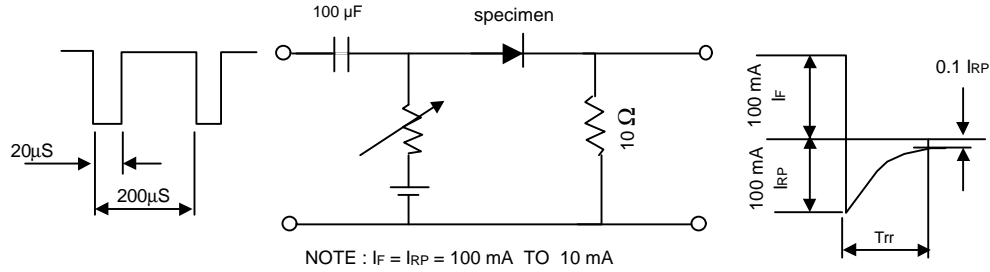 100 μF
specimen
20μS
200μS
10 Ω
100 mA
IF
100 mA
IRP
0.1 IRP
Trr
NOTE : IF = IRP = 100 mA TO 10 mA